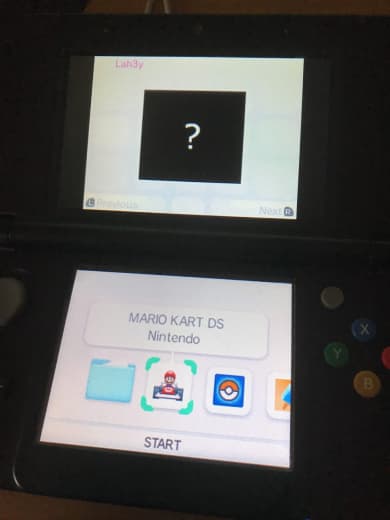 Lah3y
?
L Previous
Next R
MARIO KART DS
Nintendo
START
X
Y
B